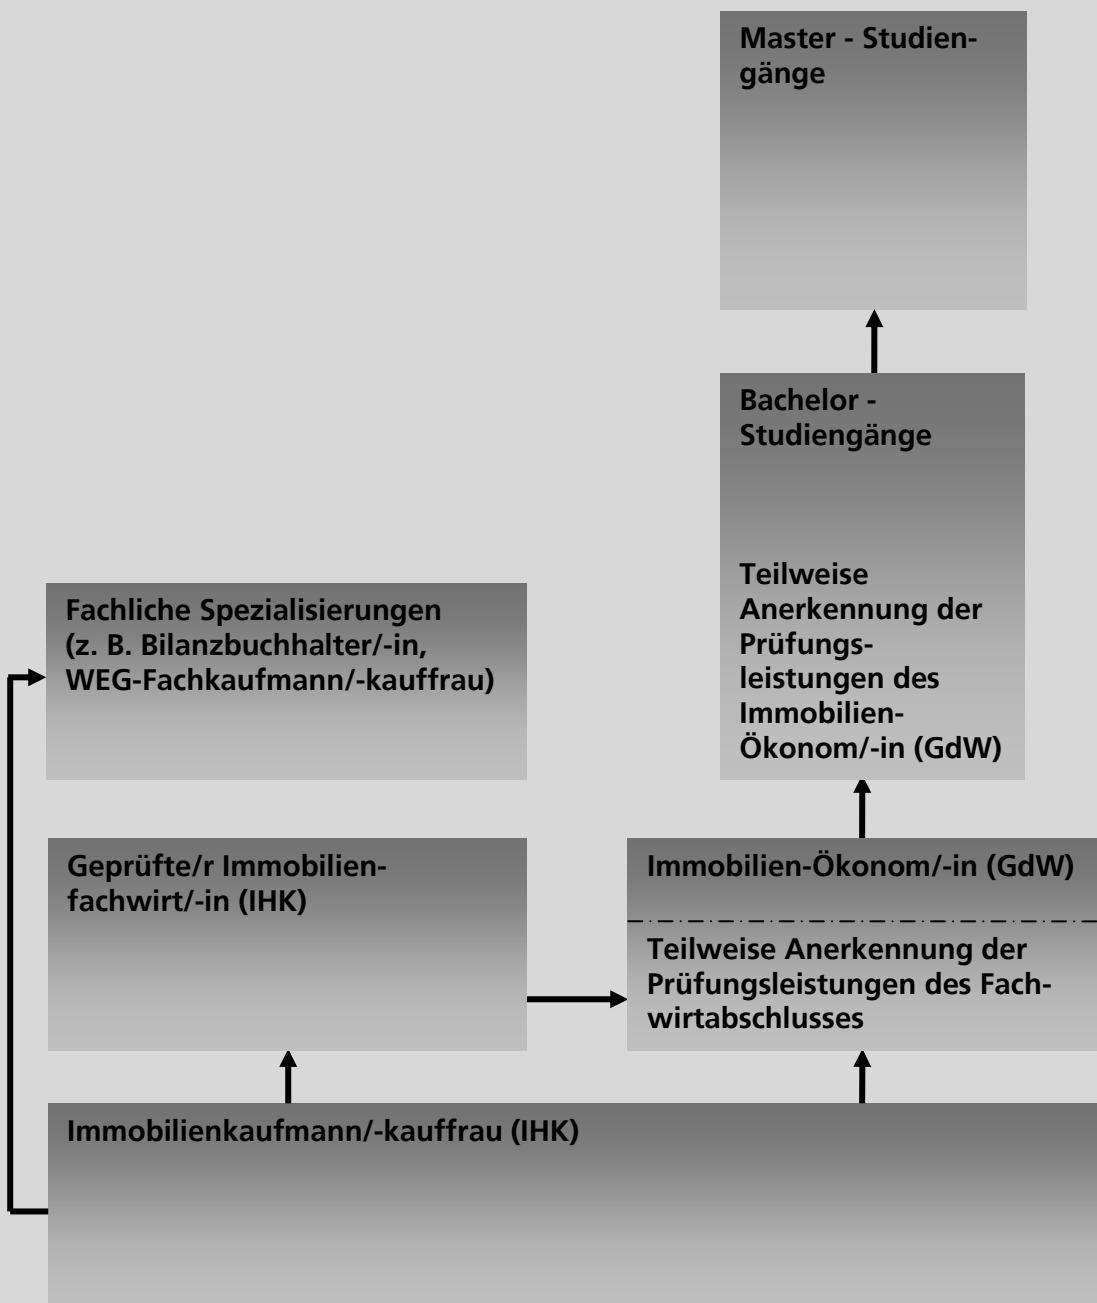 Master - Studien-
gänge
Bachelor -
Studiengänge
Teilweise
Anerkennung der
Prüfungs-
leistungen des
Immobilien-
Ökonom/-in (GdW)
Fachliche Spezialisierungen
(z. B. Bilanzbuchhalter/-in,
WEG-Fachkaufmann/-kauffrau)
Geprüfte/r Immobilien-
fachwirt/-in (IHK)
Immobilien-Ökonom/-in (GdW)
Teilweise Anerkennung der
Prüfungsleistungen des Fach-
wirtabschlusses
Immobilienkaufmann/-kauffrau (IHK)